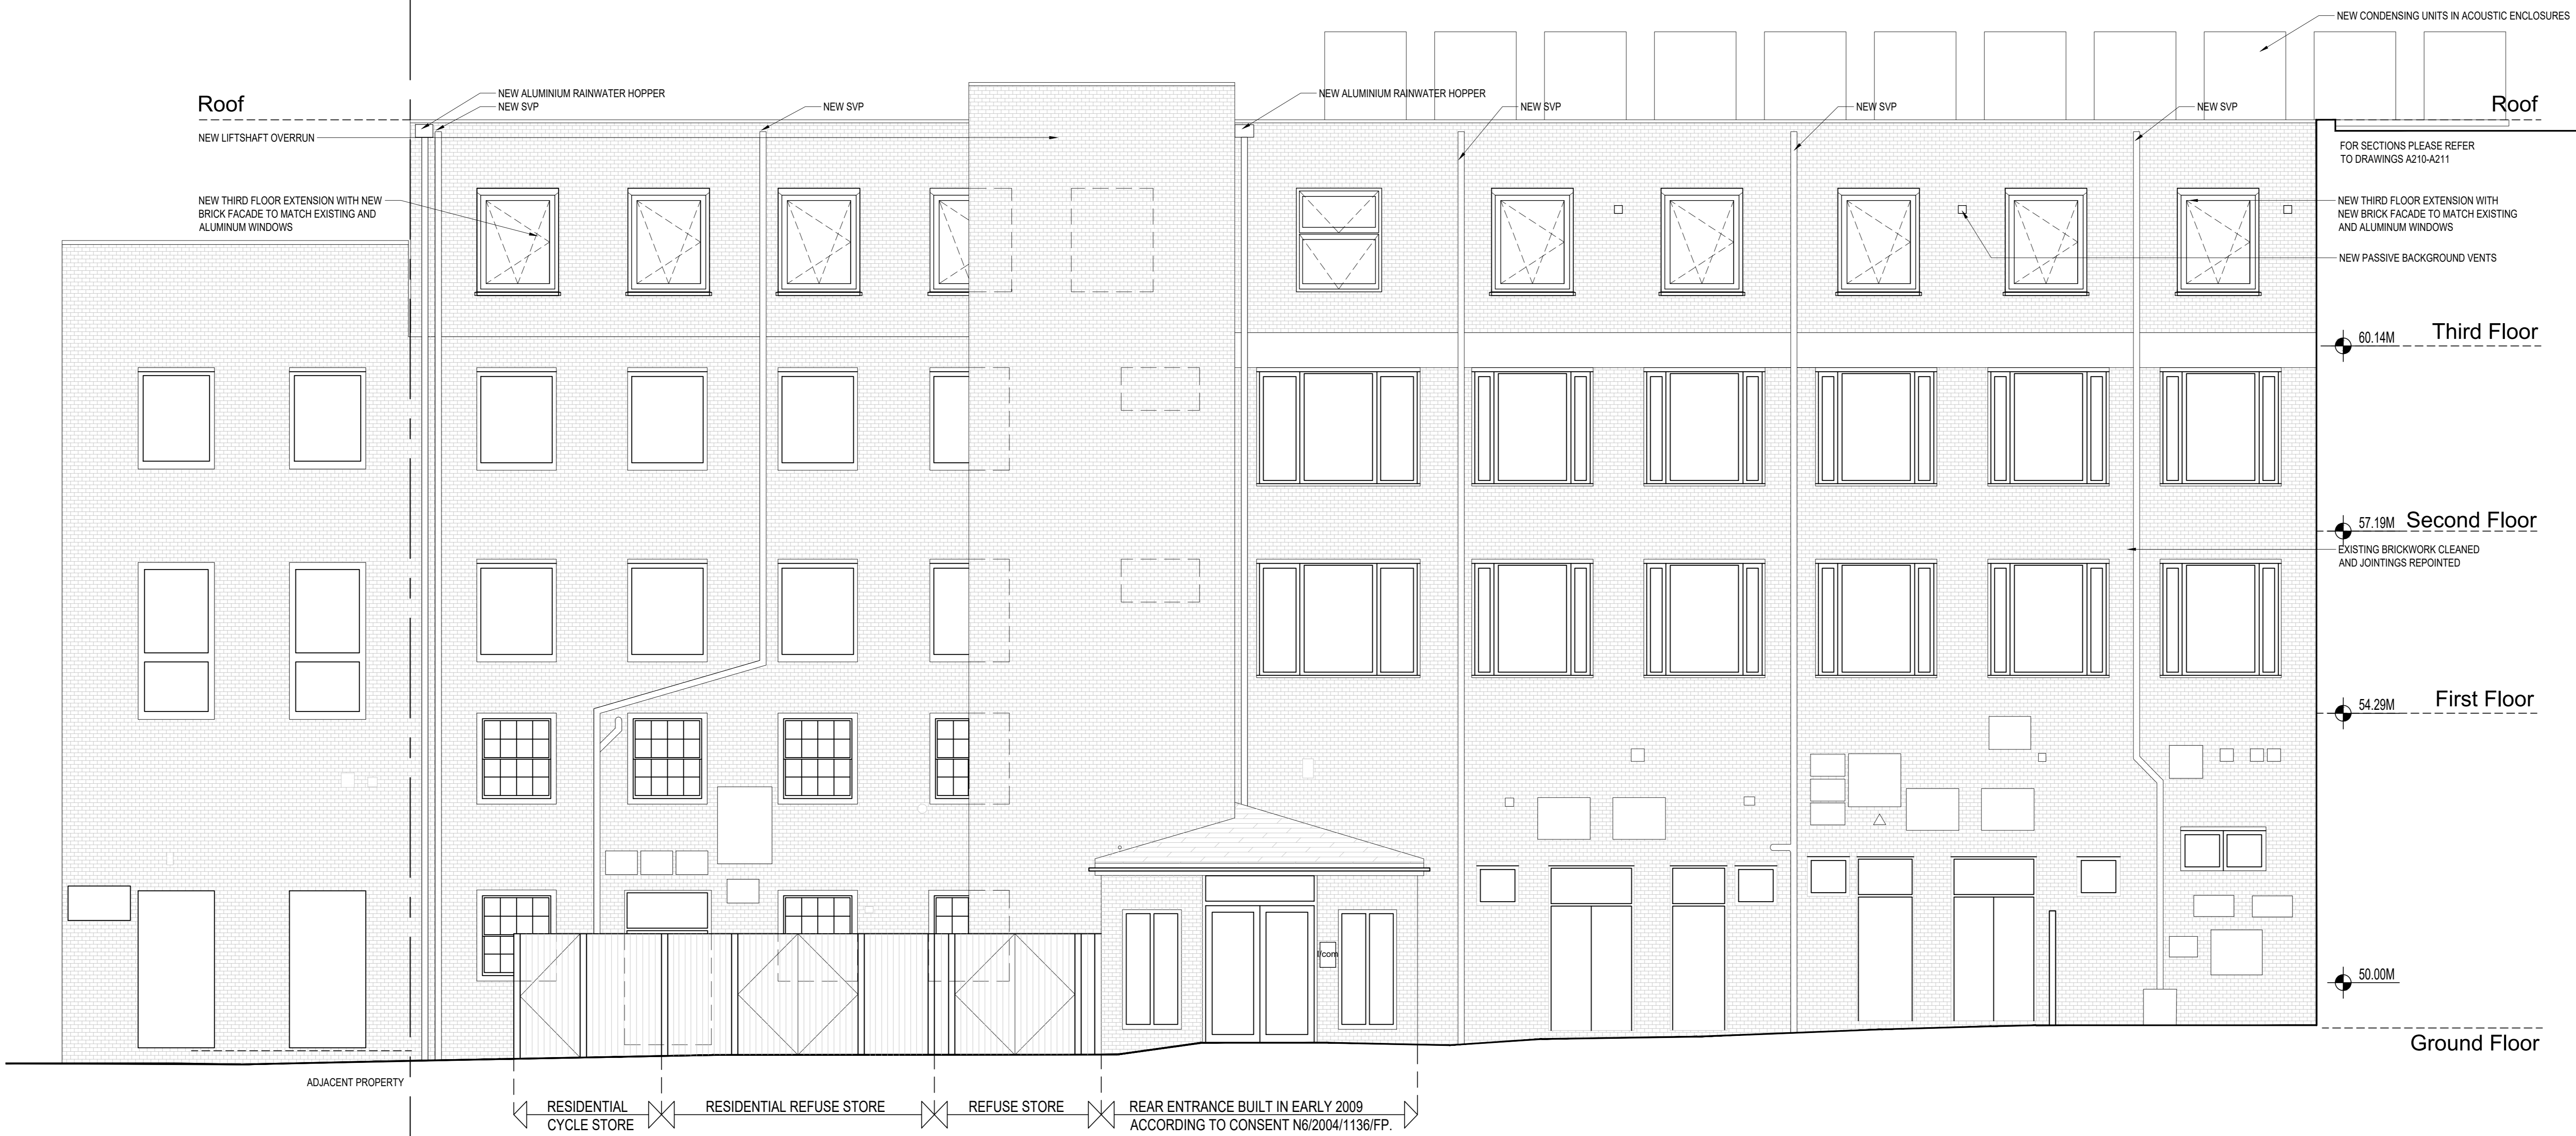 NEW CONDENSING UNITS IN ACOUSTIC ENCLOSURES
NEW ALUMINIUM RAINWATER HOPPER
NEW SVP
NEW SVP
NEW ALUMINIUM RAINWATER HOPPER
NEW SVP
NEW SVP
NEW SVP
Roof
Roof
NEW LIFTSHAFT OVERRUN
FOR SECTIONS PLEASE REFER
TO DRAWINGS A210-A211
NEW THIRD FLOOR EXTENSION WITH NEW
BRICK FACADE TO MATCH EXISTING AND
ALUMINUM WINDOWS
NEW THIRD FLOOR EXTENSION WITH
NEW BRICK FACADE TO MATCH EXISTING
AND ALUMINUM WINDOWS
NEW PASSIVE BACKGROUND VENTS
60.14M Third Floor
57.19M Second Floor
EXISTING BRICKWORK CLEANED
AND JOINTINGS REPOINTED
54.29M First Floor
I/com
50.00M
Ground Floor
ADJACENT PROPERTY
RESIDENTIAL
CYCLE STORE
RESIDENTIAL REFUSE STORE
REFUSE STORE
REAR ENTRANCE BUILT IN EARLY 2009
ACCORDING TO CONSENT N6/2004/1136/FP.